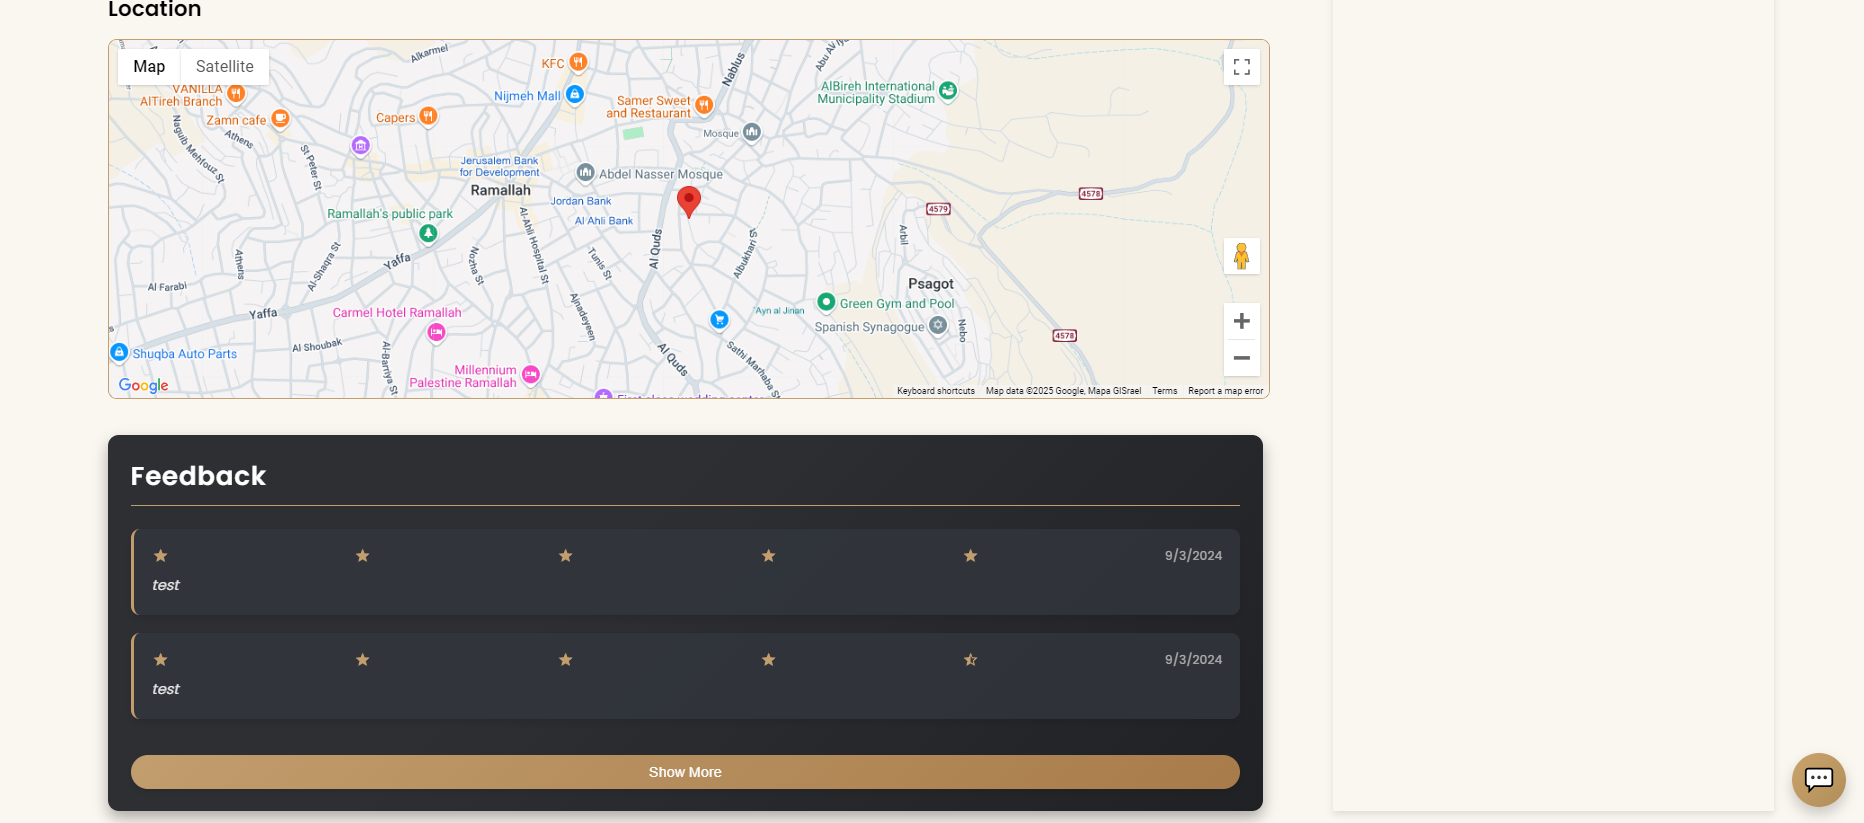 Location
Map
Satellite
Alkarmel
Nablus
Abu AV Iy
KFC
Nijmeh Mall
VANILLA
AlTireh Branch
Zamn cafe
Capers
Samer Sweet
and Restaurant
AlBireh International
Municipality Stadium
Mosque
Naguib Mehfouz St
Athens
St Peter St
Jerusalem Bank
for Development
Abdel Nasser Mosque
Ramallah
Jordan Bank
Al Ahli Bank
Ramallah's public park
4578
4579
Arbil
Al-Ahli Hospital St
Al Quds
Albukhari S
Athens
Al-Shaqra St
Yaffa
Nozha St
Tunis St
Psagot
Al Farabi
Yaffa
Ajnadeyeen
Carmel Hotel Ramallah
'Ayn al Jinan
Green Gym and Pool
Spanish Synagogue
Nebo
4578
Shuqba Auto Parts
Al Shoubak
Al-Bariya St
Al Quds
Sathi Marhaba St
Millennium
Palestine Ramallah
Google
Keyboard shortcuts
Map data ©2025 Google, Mapa GISrael
Terms
Report a map error
Feedback
9/3/2024
test
9/3/2024
test
Show More